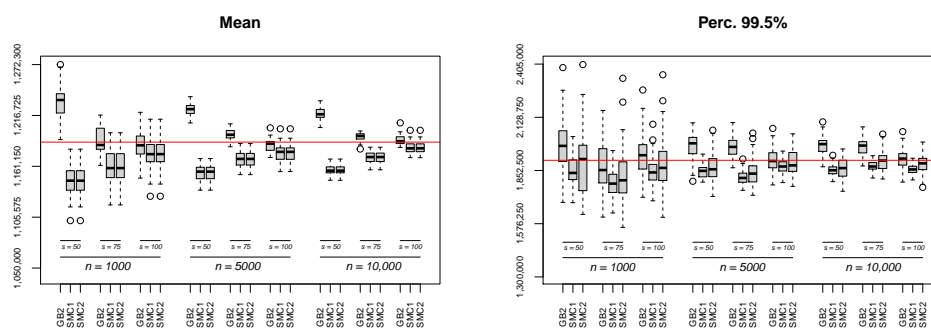 Mean
1,272,300
1,216,725
1,161,150
1,105,575
1,050,000
s = 50
s = 75
s = 100
s = 50
s = 75
s = 100
s = 50
s = 75
s = 100
n = 1000
n = 5000
n = 10,000
GB2
SMC1
SMC2
GB2
SMC1
SMC2
GB2
SMC1
SMC2
GB2
SMC1
SMC2
GB2
SMC1
SMC2
GB2
SMC1
SMC2
GB2
SMC1
SMC2
GB2
SMC1
SMC2
GB2
SMC1
SMC2
Perc. 99.5%
2,405,000
2,128,750
1,852,500
1,576,250
1,300,000
s = 50
s = 75
s = 100
s = 50
s = 75
s = 100
s = 50
s = 75
s = 100
n = 1000
n = 5000
n = 10,000
GB2
SMC1
SMC2
GB2
SMC1
SMC2
GB2
SMC1
SMC2
GB2
SMC1
SMC2
GB2
SMC1
SMC2
GB2
SMC1
SMC2
GB2
SMC1
SMC2
GB2
SMC1
SMC2
GB2
SMC1
SMC2